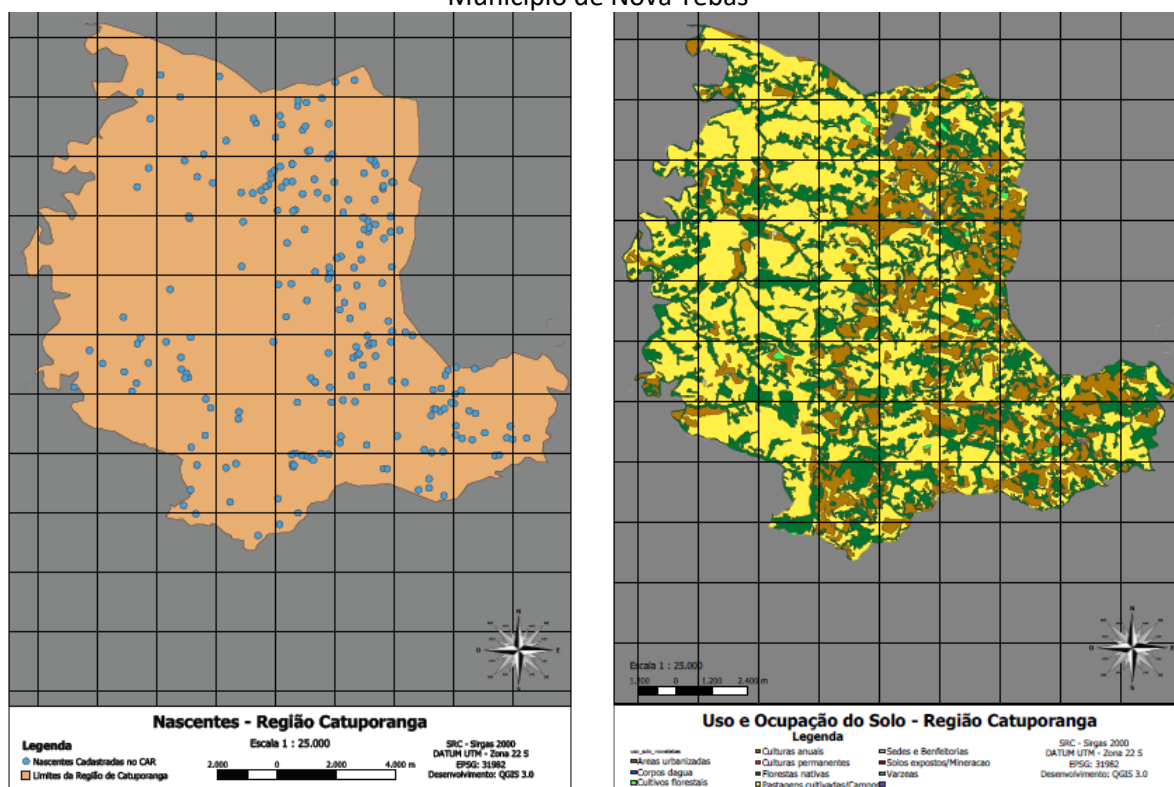 Município de Nova Tebas
N
O
E
S
Nascentes - Região Catuporanga
Legenda
Nascentes Cadastradas no CAR
Limites da Região de Catuporanga
Escala 1 : 25.000
2.000 0 2.000 4.000 m
SRC - Sirgas 2000
DATUM UTM - Zona 22 S
EPSG: 31982
Desenvolvimento: QGIS 3.0
N
O
E
S
Escala 1 : 25.000
1.200 0 1.200 2.400 m
Uso e Ocupação do Solo - Região Catuporanga
Legenda
Áreas urbanizadas
Corpos dagua
Cultivos florestais
Culturas anuais
Culturas permanentes
Florestas nativas
Pastagens cultivadas/Campos
Sedes e Benfeitorias
Solos expostos/Mineracao
Varzeas
SRC - Sirgas 2000
DATUM UTM - Zona 22 S
EPSG: 31982
Desenvolvimento: QGIS 3.0